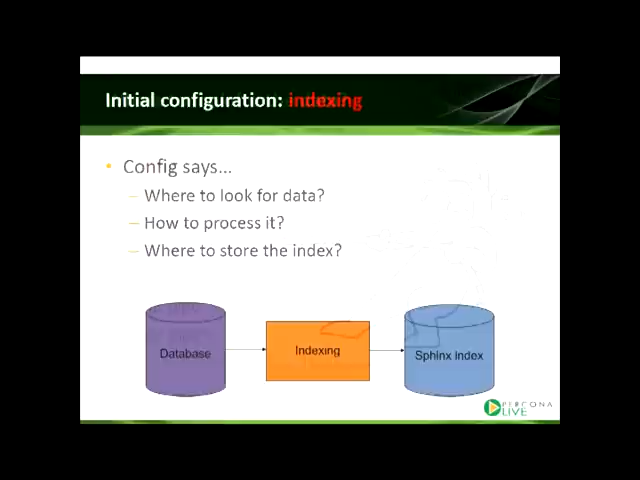 Initial configuration: indexing
• Config says...
– Where to look for data?
– How to process it?
– Where to store the index?
Database
Indexing
Sphinx index
PERCONA
LIVE